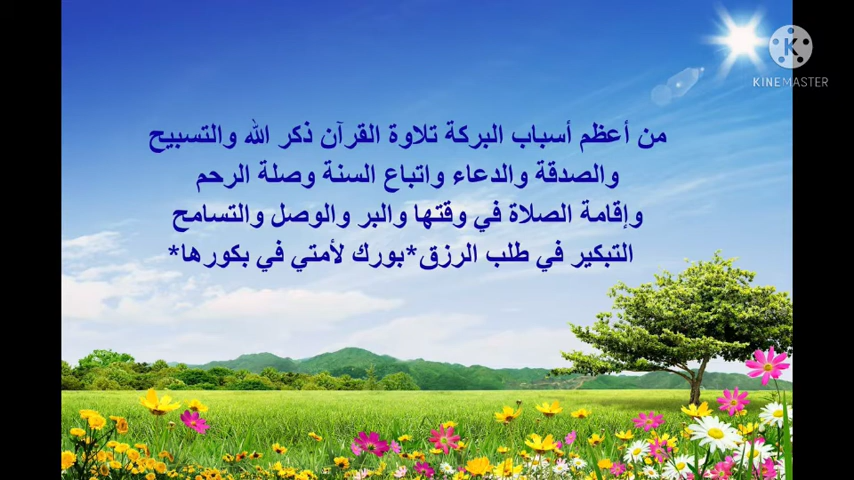 KINEMASTER
من أعظم أسباب البركة تلاوة القرآن ذكر الله والتسبيح
والصدقة والدعاء واتباع السنة وصلة الرحم
وإقامة الصلاة في وقتها والبر والوصل والتسامح
التبكير في طلب الرزق*بورك لأمتي في بكورها*